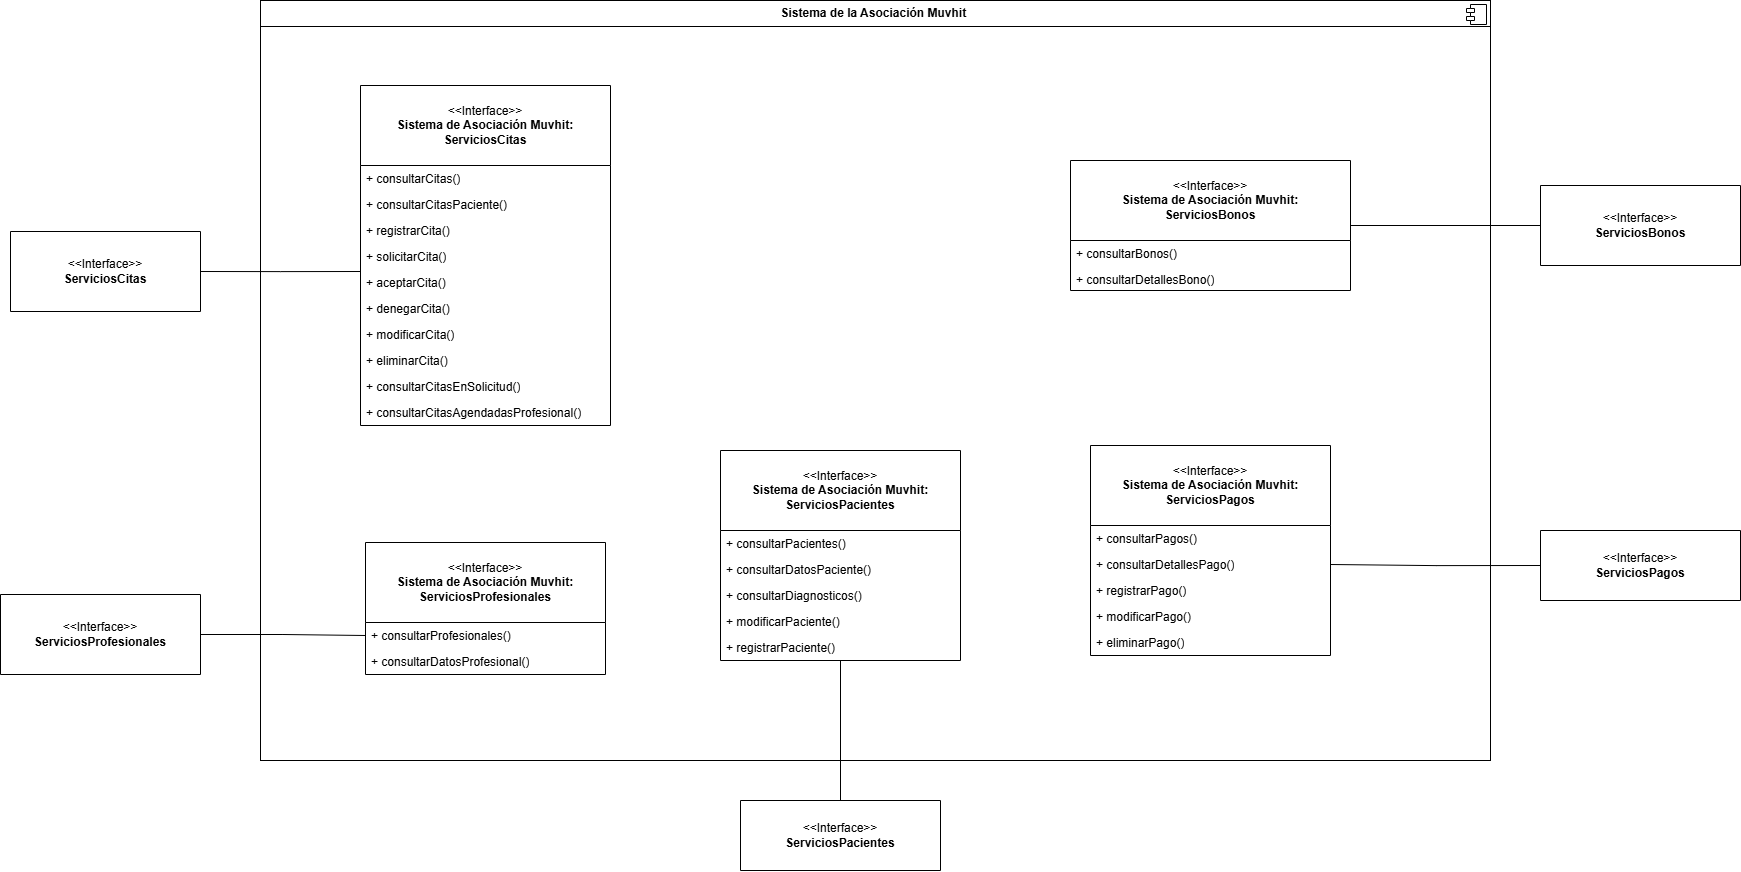 Sistema de la Asociación Muvhit
<<Interface>>
Sistema de Asociación Muvhit:
ServiciosCitas
+ consultarCitas()
+ consultarCitasPaciente()
+ registrarCita()
+ solicitarCita()
+ aceptarCita()
+ denegarCita()
+ modificarCita()
+ eliminarCita()
+ consultarCitasEnSolicitud()
+ consultarCitasAgendadasProfesional()
<<Interface>>
ServiciosCitas
<<Interface>>
Sistema de Asociación Muvhit:
ServiciosBonos
+ consultarBonos()
+ consultarDetallesBono()
<<Interface>>
ServiciosBonos
<<Interface>>
Sistema de Asociación Muvhit:
ServiciosProfesionales
+ consultarProfesionales()
+ consultarDatosProfesional()
<<Interface>>
ServiciosProfesionales
<<Interface>>
Sistema de Asociación Muvhit:
ServiciosPacientes
+ consultarPacientes()
+ consultarDatosPaciente()
+ consultarDiagnosticos()
+ modificarPaciente()
+ registrarPaciente()
<<Interface>>
Sistema de Asociación Muvhit:
ServiciosPagos
+ consultarPagos()
+ consultarDetallesPago()
+ registrarPago()
+ modificarPago()
+ eliminarPago()
<<Interface>>
ServiciosPagos
<<Interface>>
ServiciosPacientes